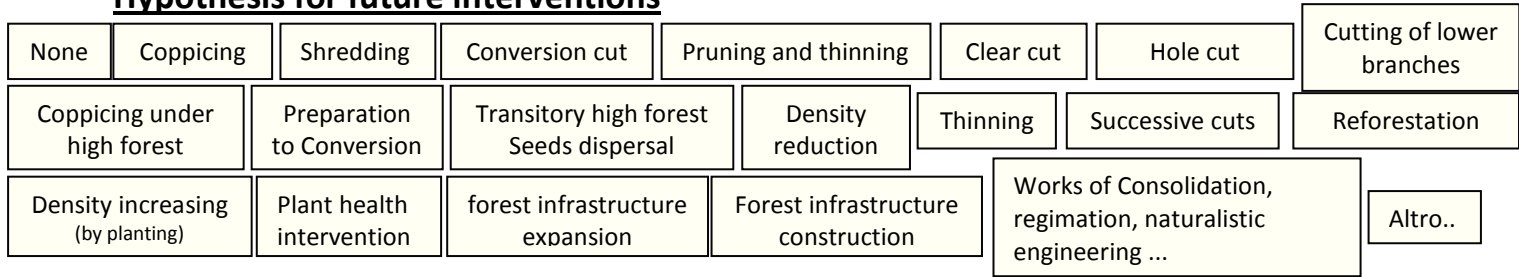 Hypothesis for future interventions
None
Coppicing
Shredding
Conversion cut
Pruning and thinning
Clear cut
Hole cut
Cutting of lower
branches
Coppicing under
high forest
Preparation
to Conversion
Transitory high forest
Seeds dispersal
Density
reduction
Thinning
Successive cuts
Reforestation
Density increasing
(by planting)
Plant health
intervention
forest infrastructure
expansion
Forest infrastructure
construction
Works of Consolidation,
regimation, naturalistic
engineering ...
Altro..